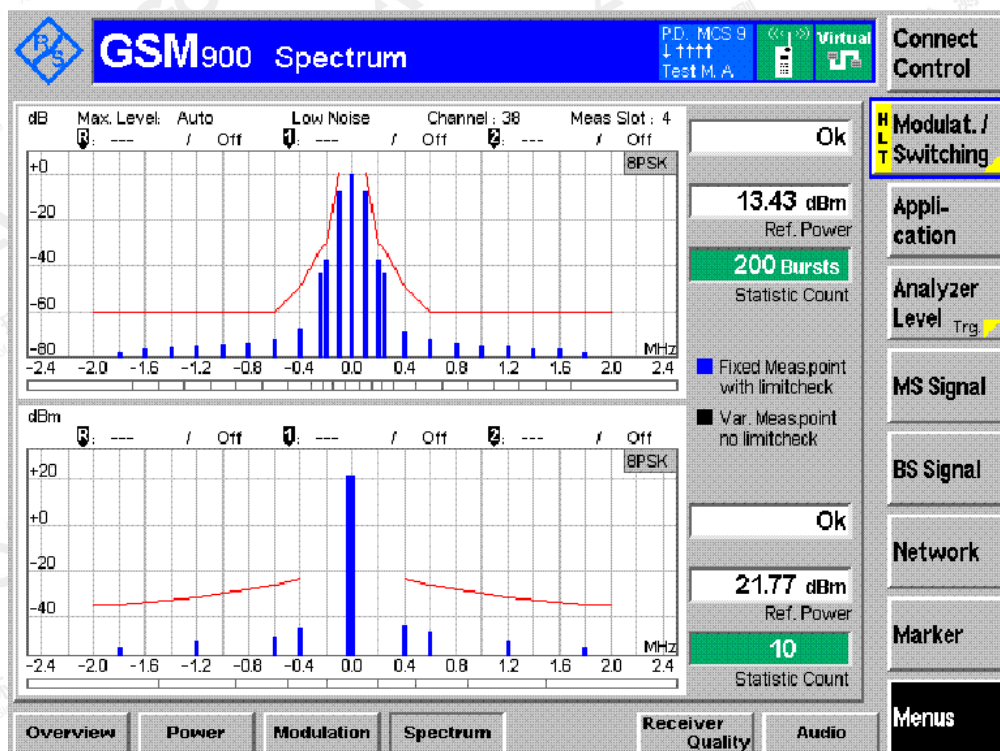 R/S
GSM900 Spectrum
P.D. MCS 9
↓↑↑↑↑
Test M. A
Virtual
Connect
Control
dB Max. Level: Auto Low Noise Channel : 38 Meas Slot : 4
R: --- / Off 1: --- / Off 2: --- / Off
8PSK
+0
-20
-40
-60
-80
MHz
-2.4 -2.0 -1.6 -1.2 -0.8 -0.4 0.0 0.4 0.8 1.2 1.6 2.0 2.4
Ok
13.43 dBm
Ref. Power
200 Bursts
Statistic Count
Fixed Meas.point
with limitcheck
Var. Meas.point
no limitcheck
dBm
R: --- / Off 1: --- / Off 2: --- / Off
8PSK
+20
+0
-20
-40
MHz
-2.4 -2.0 -1.6 -1.2 -0.8 -0.4 0.0 0.4 0.8 1.2 1.6 2.0 2.4
Ok
21.77 dBm
Ref. Power
10
Statistic Count
H
L
T
Modulat. /
Switching
Appli-
cation
Analyzer
Level Trg.
MS Signal
BS Signal
Network
Marker
Menus
Overview
Power
Modulation
Spectrum
Receiver
Quality
Audio